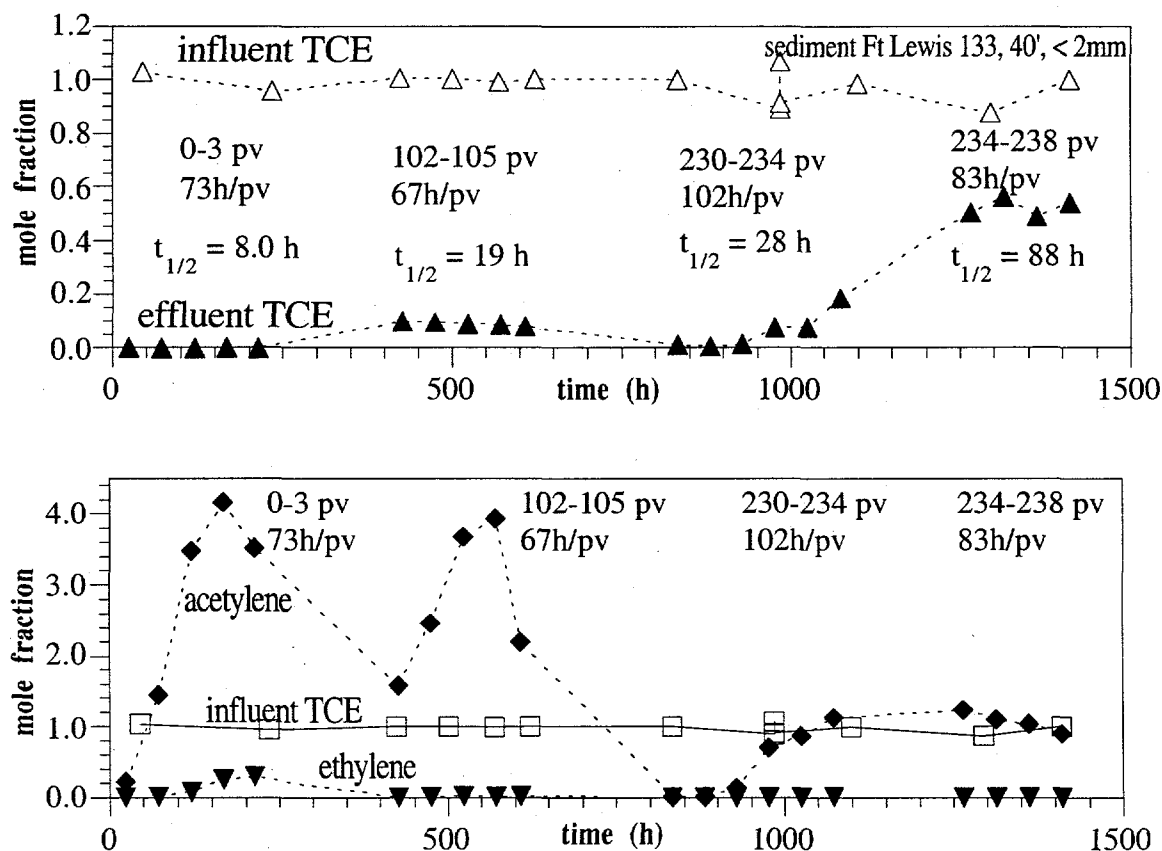 1.2
influent TCE
sediment Ft Lewis 133, 40', < 2mm
1.0
0.8
0-3 pv
73h/pv
102-105 pv
67h/pv
230-234 pv
102h/pv
234-238 pv
83h/pv
0.6
mole fraction
0.4
t1/2 = 8.0 h
t1/2 = 19 h
t1/2 = 28 h
t1/2 = 88 h
0.2
effluent TCE
0.0
0
500
time (h)
1000
1500
4.0
0-3 pv
73h/pv
102-105 pv
67h/pv
230-234 pv
102h/pv
234-238 pv
83h/pv
mole fraction
acetylene
2.0
influent TCE
1.0
ethylene
0.0
0
500
time (h)
1000
1500